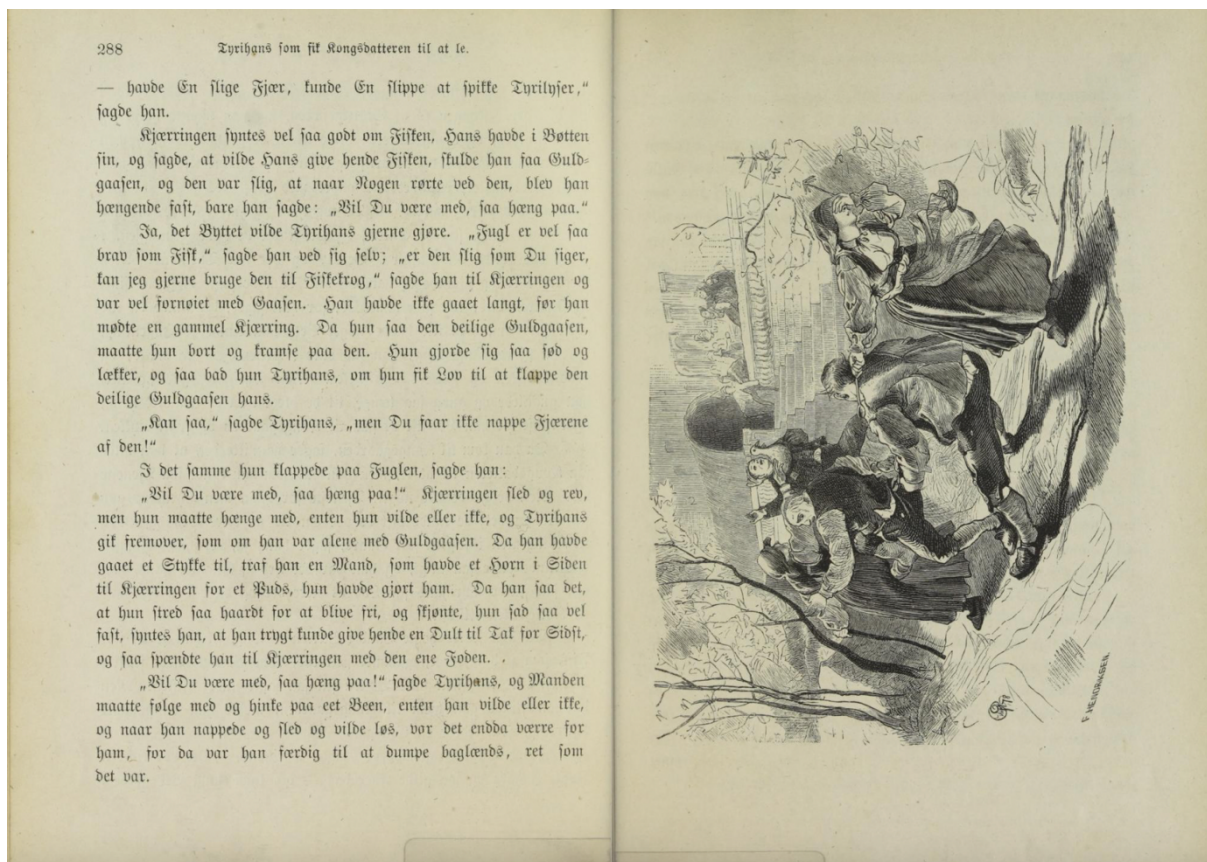 288 Tyrihans som fik Kongsdatteren til at le.
— havde En slige Fjær, kunde En slippe at spikke Tyrilyser,“
sagde han.
Kjærringen syntes vel saa godt om Fisken, Hans havde i Bøtten
sin, og sagde, at vilde Hans give hende Fisken, skulde han faa Guld-
gaasen, og den var slig, at naar Nogen rørte ved den, blev han
hængende fast, bare han sagde: „Vil Du være med, saa hæng paa.“
Ja, det Byttet vilde Tyrihans gjerne gjøre. „Fugl er vel saa
brav som Fisk,“ sagde han ved sig selv; „er den slig som Du siger,
kan jeg gjerne bruge den til Fiskekrog,“ sagde han til Kjærringen og
var vel fornøiet med Gaasen. Han havde ikke gaaet langt, før han
mødte en gammel Kjærring. Da hun saa den deilige Guldgaasen,
maatte hun bort og kramse paa den. Hun gjorde sig saa sød og
lækker, og saa bad hun Tyrihans, om hun fik Lov til at klappe den
deilige Guldgaasen hans.
„Kan saa,“ sagde Tyrihans, „men Du faar ikke nappe Fjærene
af den!“
I det samme hun klappede paa Fuglen, sagde han:
„Vil Du være med, saa hæng paa!“ Kjærringen sled og rev,
men hun maatte hænge med, enten hun vilde eller ikke, og Tyrihans
gik fremover, som om han var alene med Guldgaasen. Da han havde
gaaet et Stykke til, traf han en Mand, som havde et Horn i Siden
til Kjærringen for et Puds, hun havde gjort ham. Da han saa det,
at hun stred saa haardt for at blive fri, og skjønte, hun sad saa vel
fast, syntes han, at han trygt kunde give hende en Dult til Tak for Sidst,
og saa spændte han til Kjærringen med den ene Foden.
„Vil Du være med, saa hæng paa!“ sagde Tyrihans, og Manden
maatte følge med og hinke paa eet Been, enten han vilde eller ikke,
og naar han nappede og sled og vilde løs, vor det endda værre for
ham, for da var han færdig til at dumpe baglænds, ret som
det var.
F HENDRIKSEN